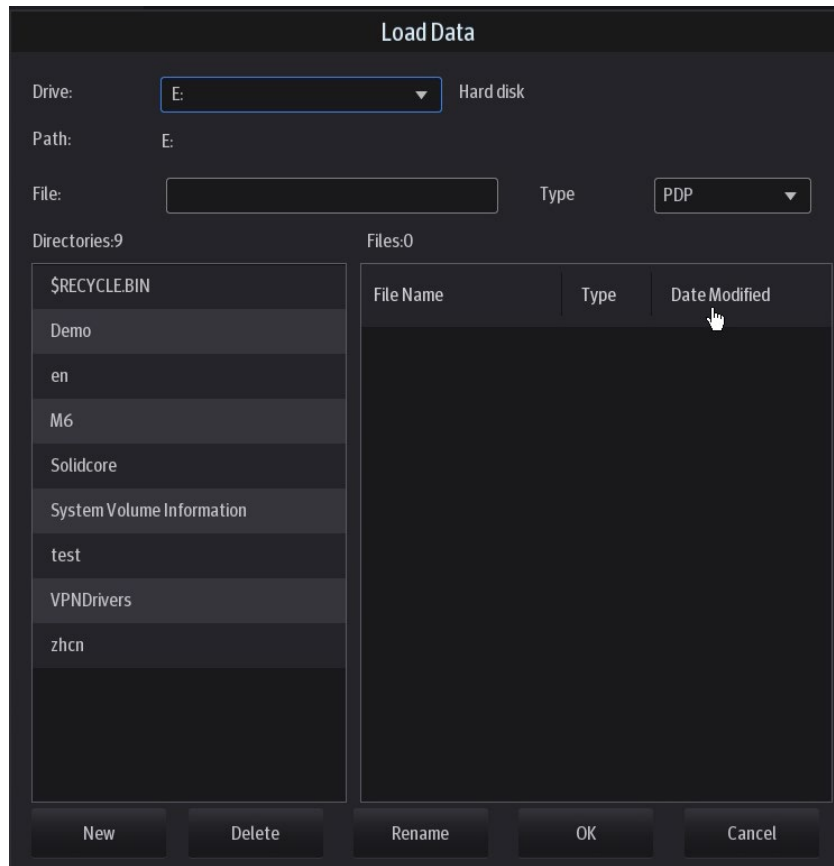 Load Data
Drive: E: Hard disk
Path: E:
File: Type PDP
Directories:9 Files:0
$RECYCLE.BIN
File Name Type Date Modified
Demo
en
M6
Solidcore
System Volume Information
test
VPNDrivers
zhcn
New Delete Rename OK Cancel